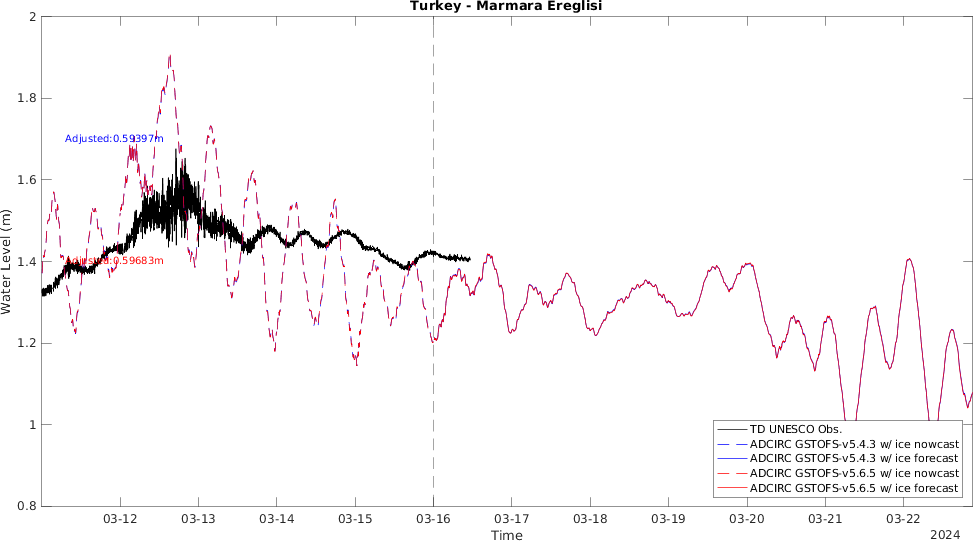 Turkey - Marmara Ereglisi
2
1.8
1.6
1.4
1.2
1
0.8
Water Level (m)
Adjusted:0.59397m
Adjusted:0.59683m
TD UNESCO Obs.
ADCIRC GSTOFS-v5.4.3 w/ ice nowcast
ADCIRC GSTOFS-v5.4.3 w/ ice forecast
ADCIRC GSTOFS-v5.6.5 w/ ice nowcast
ADCIRC GSTOFS-v5.6.5 w/ ice forecast
03-12 03-13 03-14 03-15 03-16 03-17 03-18 03-19 03-20 03-21 03-22
Time
2024